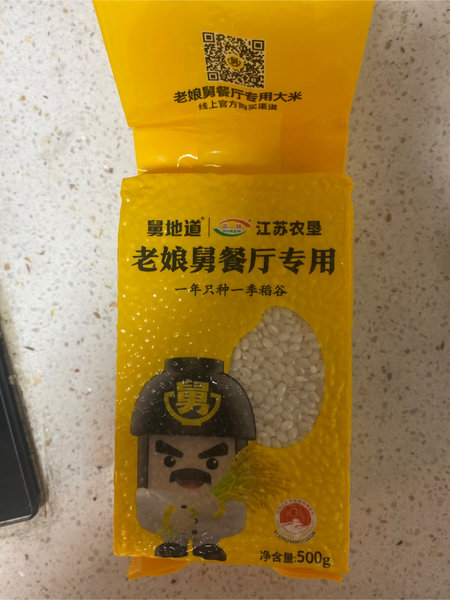 老娘舅餐厅专用大米
线上官方购买渠道
舅地道 江苏农垦
老娘舅餐厅专用
一年只种一季稻谷
舅
净含量:500g